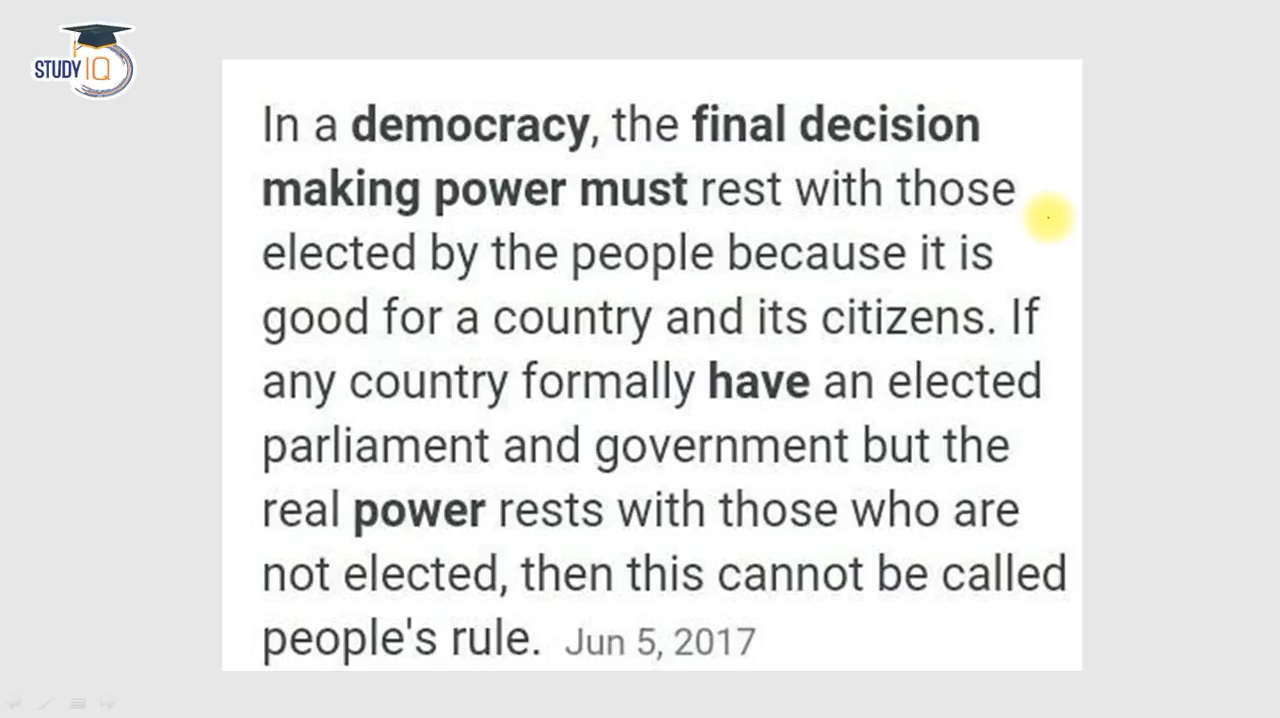 STUDY IQ
In a democracy, the final decision
making power must rest with those
elected by the people because it is
good for a country and its citizens. If
any country formally have an elected
parliament and government but the
real power rests with those who are
not elected, then this cannot be called
people's rule. Jun 5, 2017